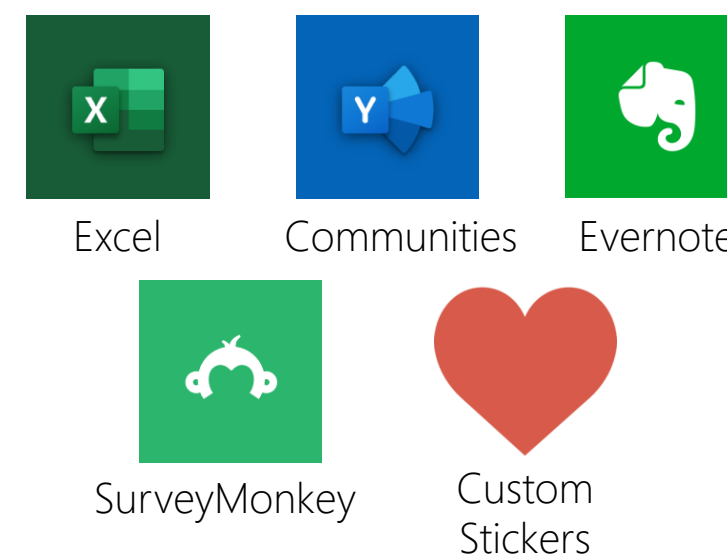 X
Y
Excel
Communities
Evernote
SurveyMonkey
Custom
Stickers